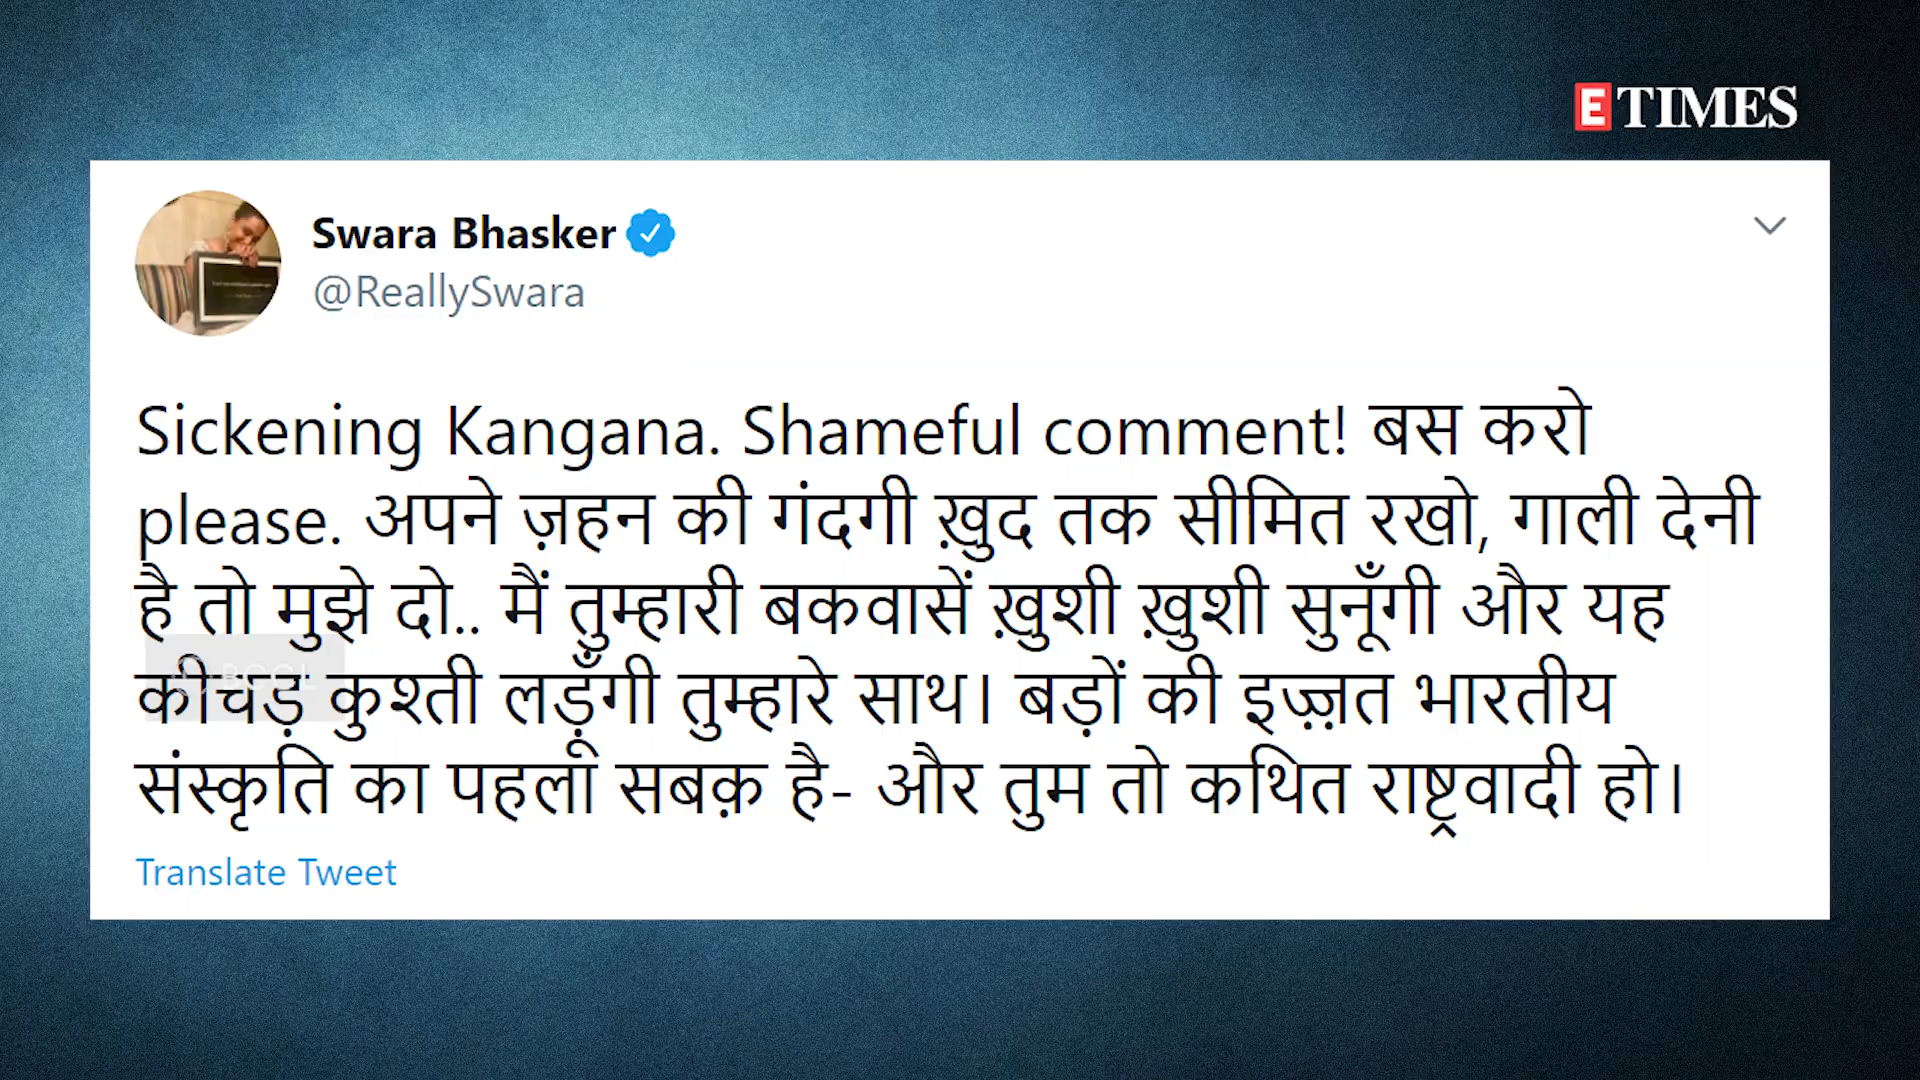 E TIMES
Swara Bhasker
@ReallySwara
Sickening Kangana. Shameful comment! बस करो
please. अपने ज़हन की गंदगी ख़ुद तक सीमित रखो, गाली देनी
है तो मुझे दो.. मैं तुम्हारी बकवासें ख़ुशी ख़ुशी सुनूँगी और यह
कीचड़ कुश्ती लड़ूँगी तुम्हारे साथ। बड़ों की इज़्ज़त भारतीय
संस्कृति का पहला सबक़ है- और तुम तो कथित राष्ट्रवादी हो।
Translate Tweet